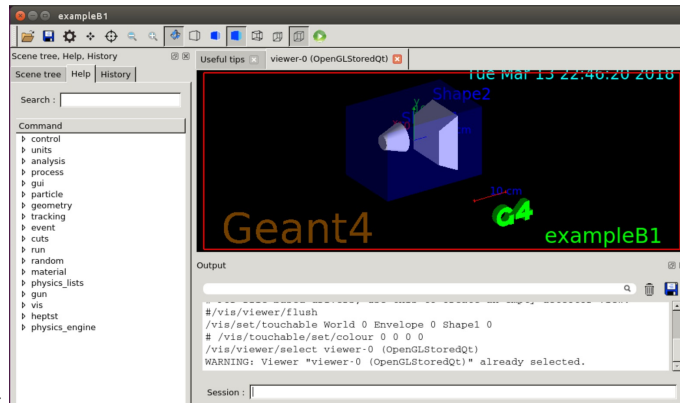 exampleB1
Scene tree, Help, History
Scene tree
Help
History
Search :
Command
control
units
analysis
process
gui
particle
geometry
tracking
event
cuts
run
random
material
physics_lists
gun
vis
heptst
physics_engine
Useful tips
viewer-0 (OpenGLStoredQt)
Tue Mar 13 22:46:20 2018
Shape2
y
10 cm
G4
Geant4
exampleB1
Output
#/vis/viewer/flush
/vis/set/touchable World 0 Envelope 0 Shape1 0
# /vis/touchable/set/colour 0 0 0 0
/vis/viewer/select viewer-0 (OpenGLStoredQt)
WARNING: Viewer "viewer-0 (OpenGLStoredQt)" already selected.
Session :